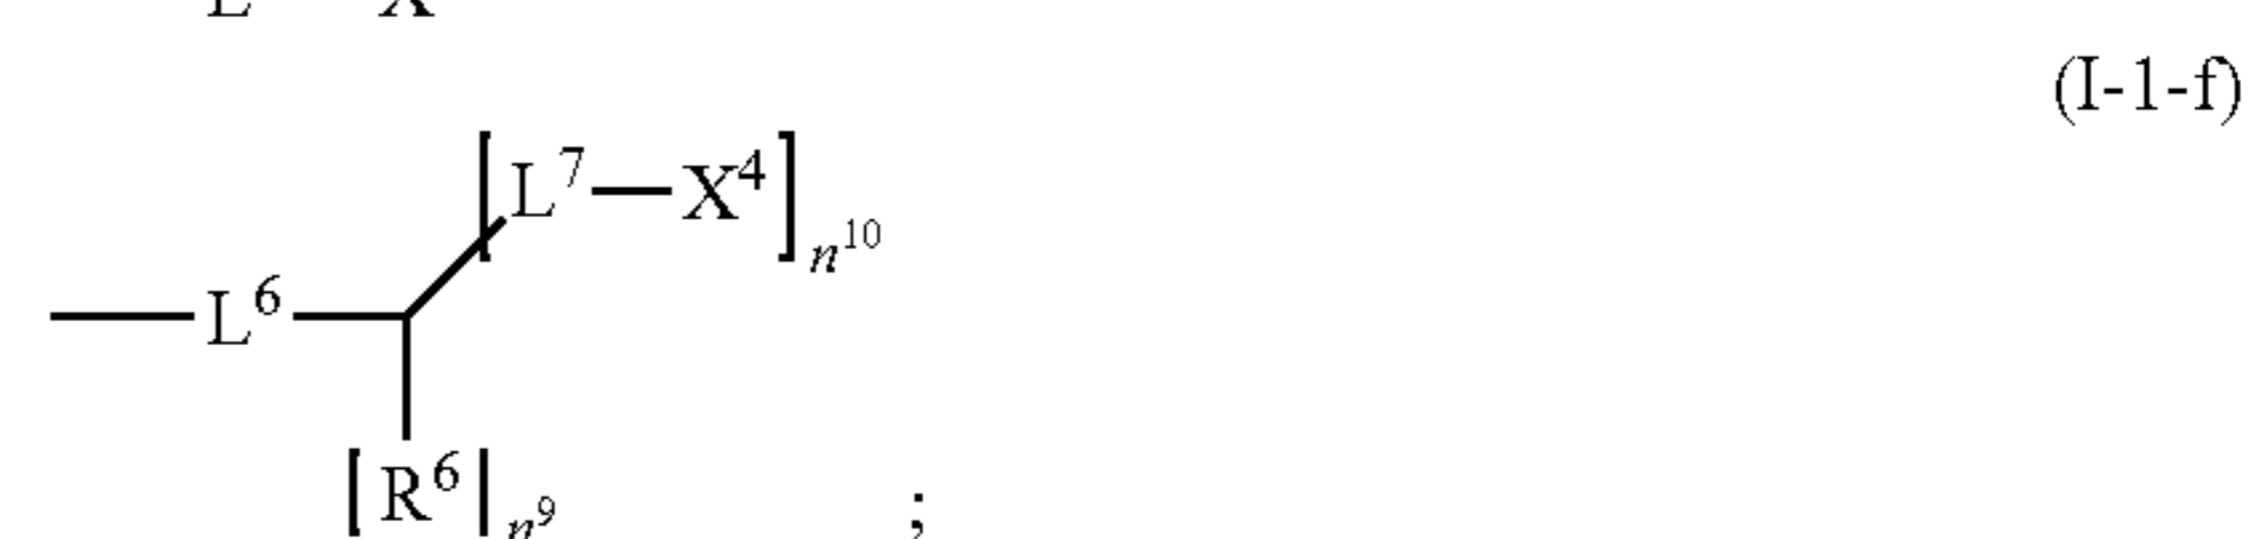 L X
(I-1-f)
[L⁷—X⁴]n¹⁰
—L⁶—
[R⁶]n⁹
;